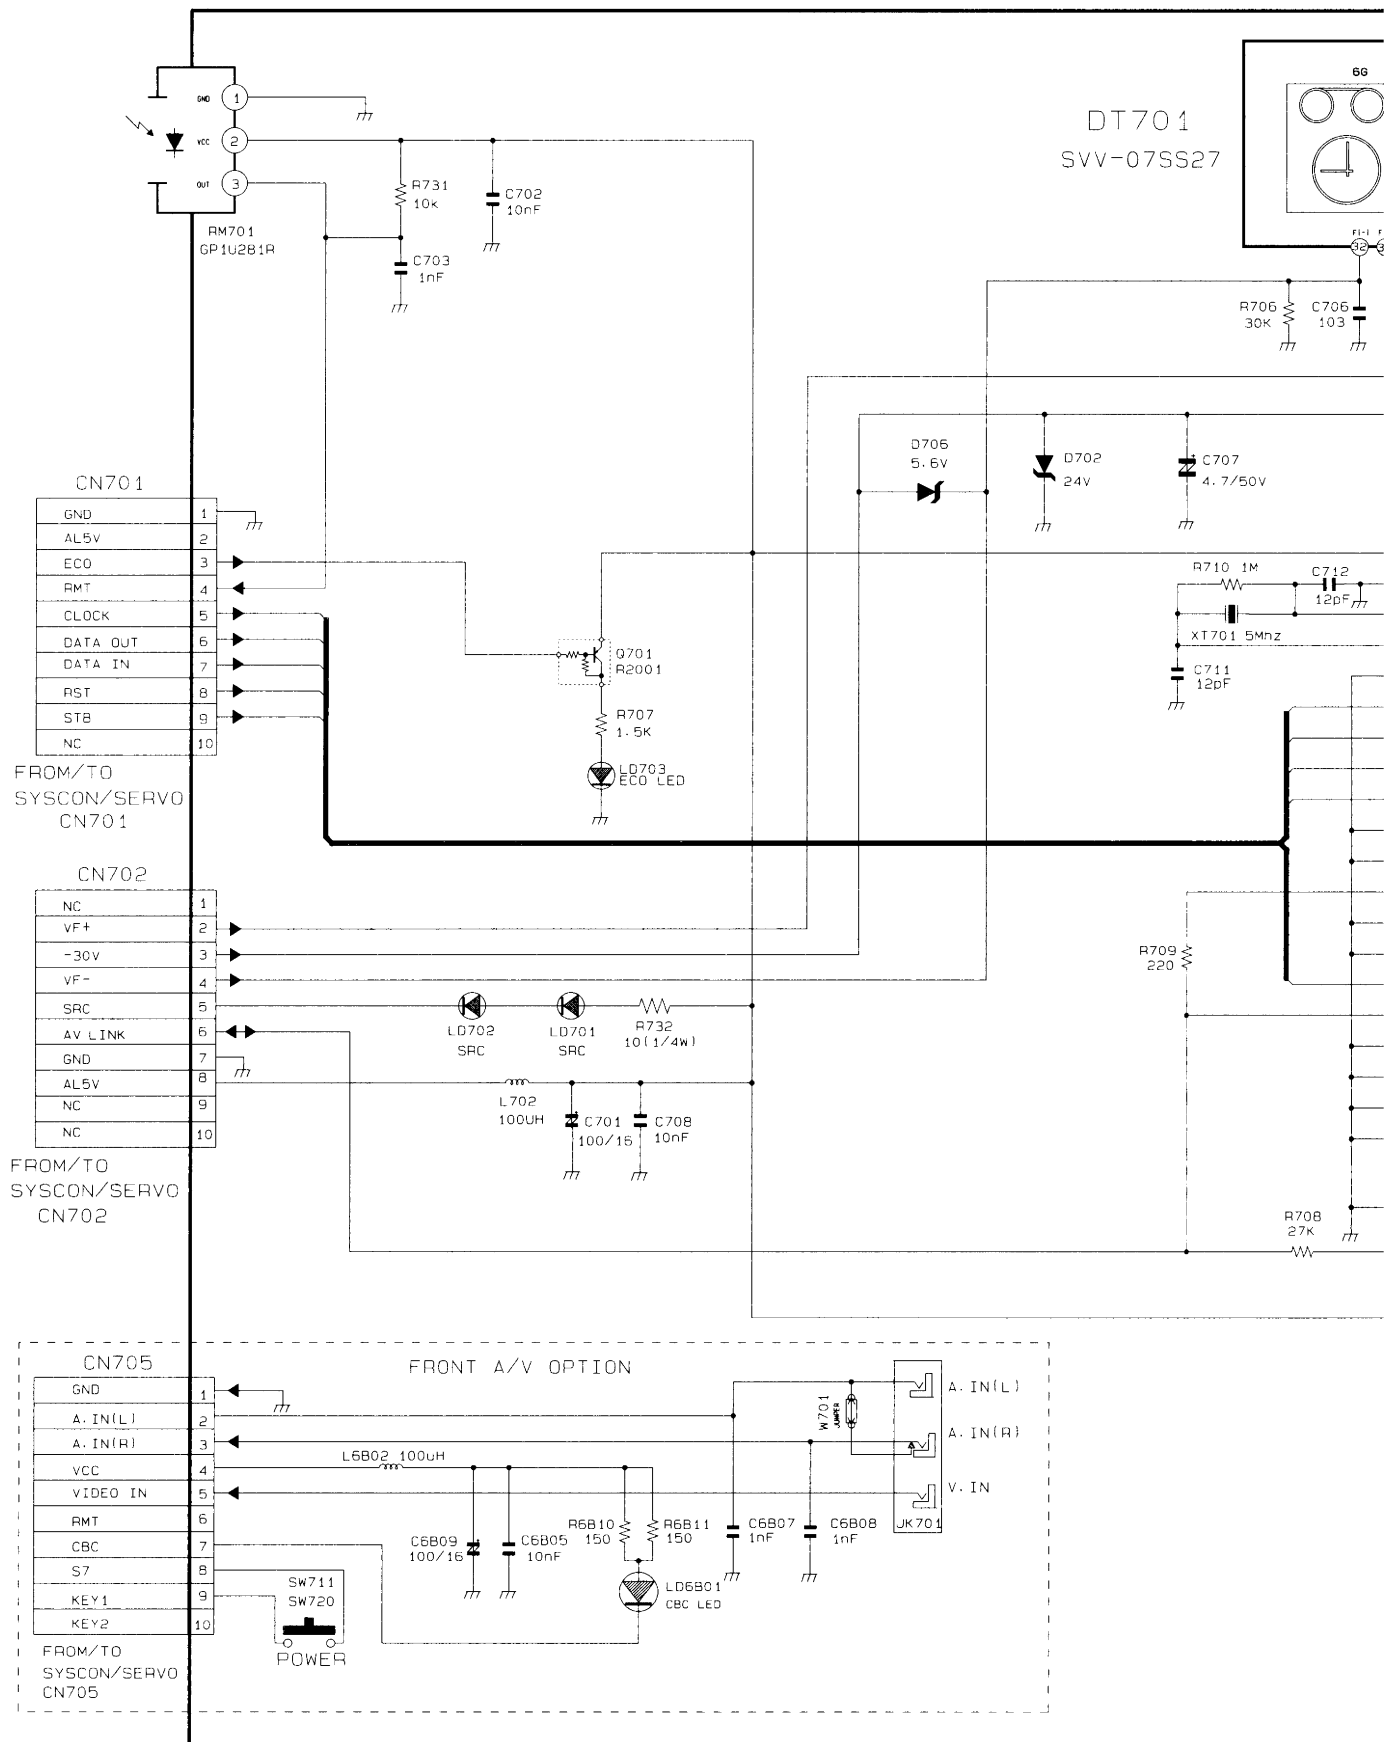 6G
DT701
SVV-07SS27
GND 1
VCC 2
OUT 3
RM701
GP1U281R
R731
10k
C702
10nF
C703
1nF
F1-1
32
R706
30K
C706
103
D706
5.6V
D702
24V
C707
4.7/50V
CN701
GND 1
AL5V 2
ECO 3
RMT 4
CLOCK 5
DATA OUT 6
DATA IN 7
RST 8
STB 9
NC 10
FROM/TO
SYSCON/SERVO
CN701
R710 1M
C712
12pF
XT701 5Mhz
C711
12pF
Q701
R2001
R707
1.5K
LD703
ECO LED
CN702
NC 1
VF+ 2
-30V 3
VF- 4
SRC 5
AV LINK 6
GND 7
AL5V 8
NC 9
NC 10
FROM/TO
SYSCON/SERVO
CN702
R709
220
LD702
SRC
LD701
SRC
R732
10(1/4W)
L702
100UH
C701
100/16
C708
10nF
R708
27K
CN705
FRONT A/V OPTION
GND 1
A.IN(L) 2
A.IN(R) 3
VCC 4
VIDEO IN 5
RMT 6
CBC 7
S7 8
KEY1 9
KEY2 10
FROM/TO
SYSCON/SERVO
CN705
L6B02 100uH
C6B09
100/16
C6B05
10nF
R6B10
150
R6B11
150
C6B07
1nF
C6B08
1nF
LD6B01
CBC LED
SW711
SW720
POWER
W701
JUMPER
A.IN(L)
A.IN(R)
V.IN
JK701